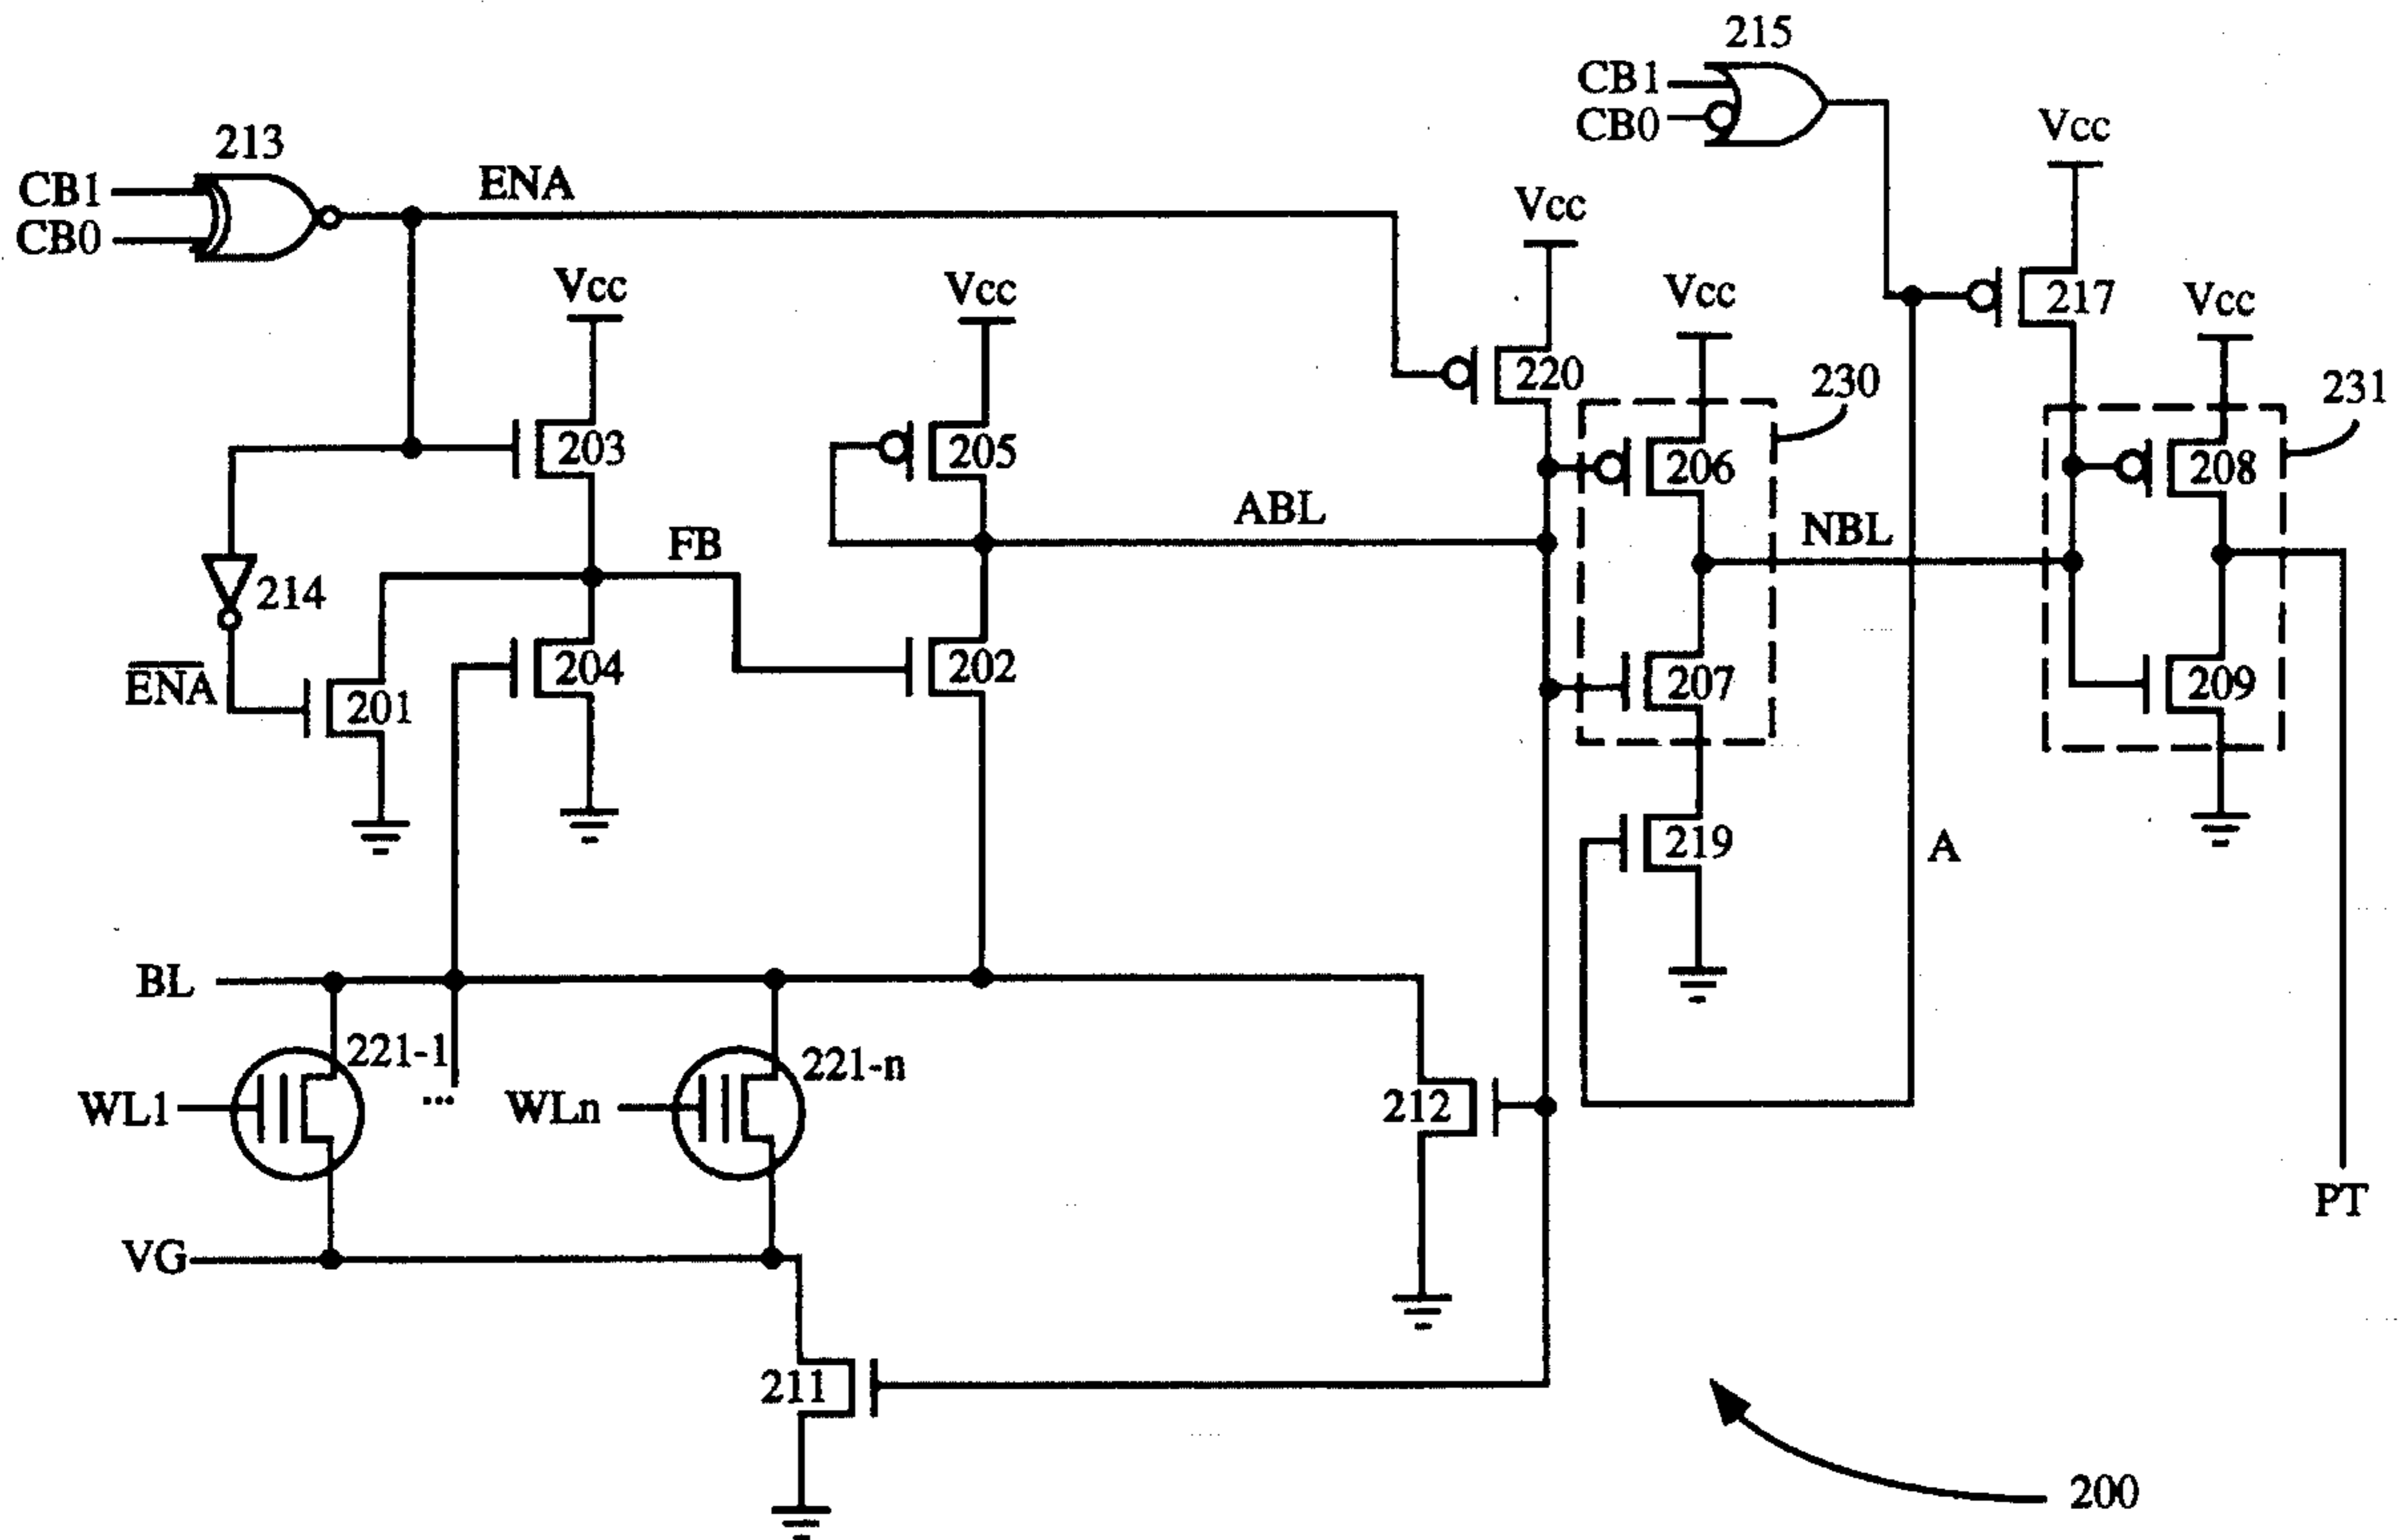 215
CB1
CB0
213
CB1
CB0
ENA
Vcc
Vcc
Vcc
Vcc
Vcc
Vcc
217
220
230
231
203
205
206
208
ABL
NBL
FB
214
ENA
201
204
202
207
209
219
A
BL
221-1
221-n
WL1
...
WLn
212
PT
VG
211
200